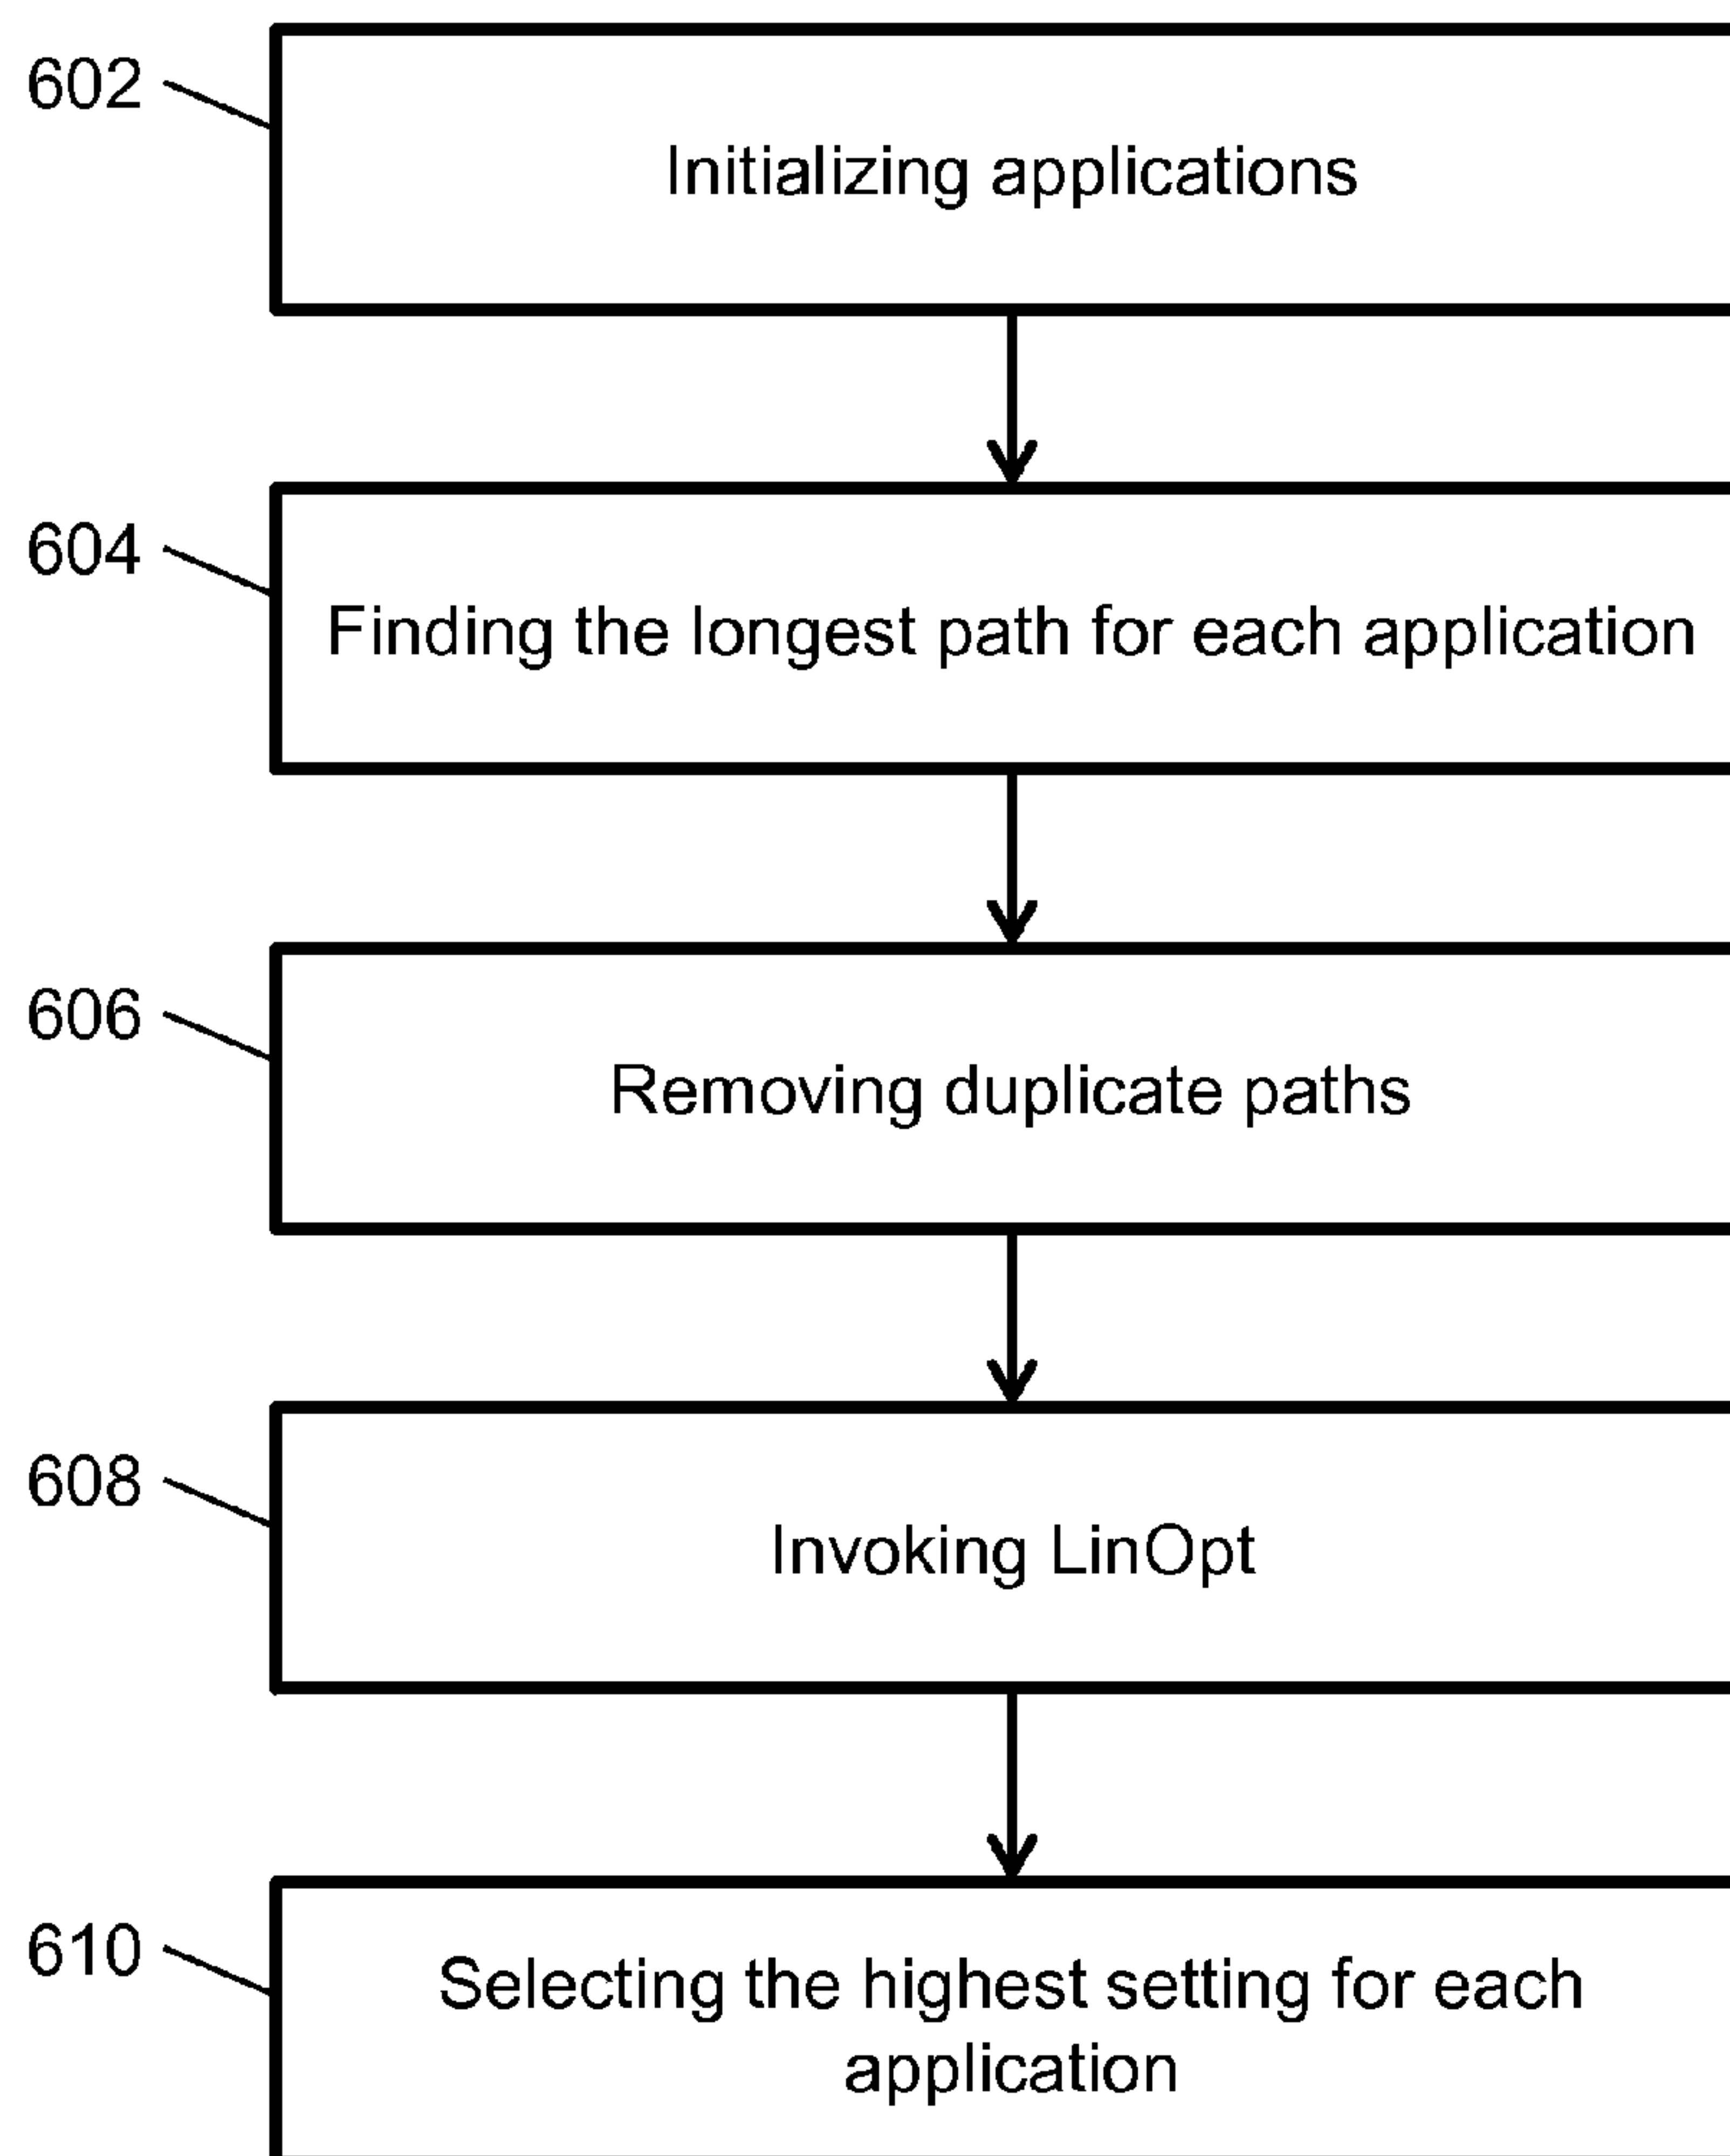 602
Initializing applications
604
Finding the longest path for each application
606
Removing duplicate paths
608
Invoking LinOpt
610
Selecting the highest setting for each
application